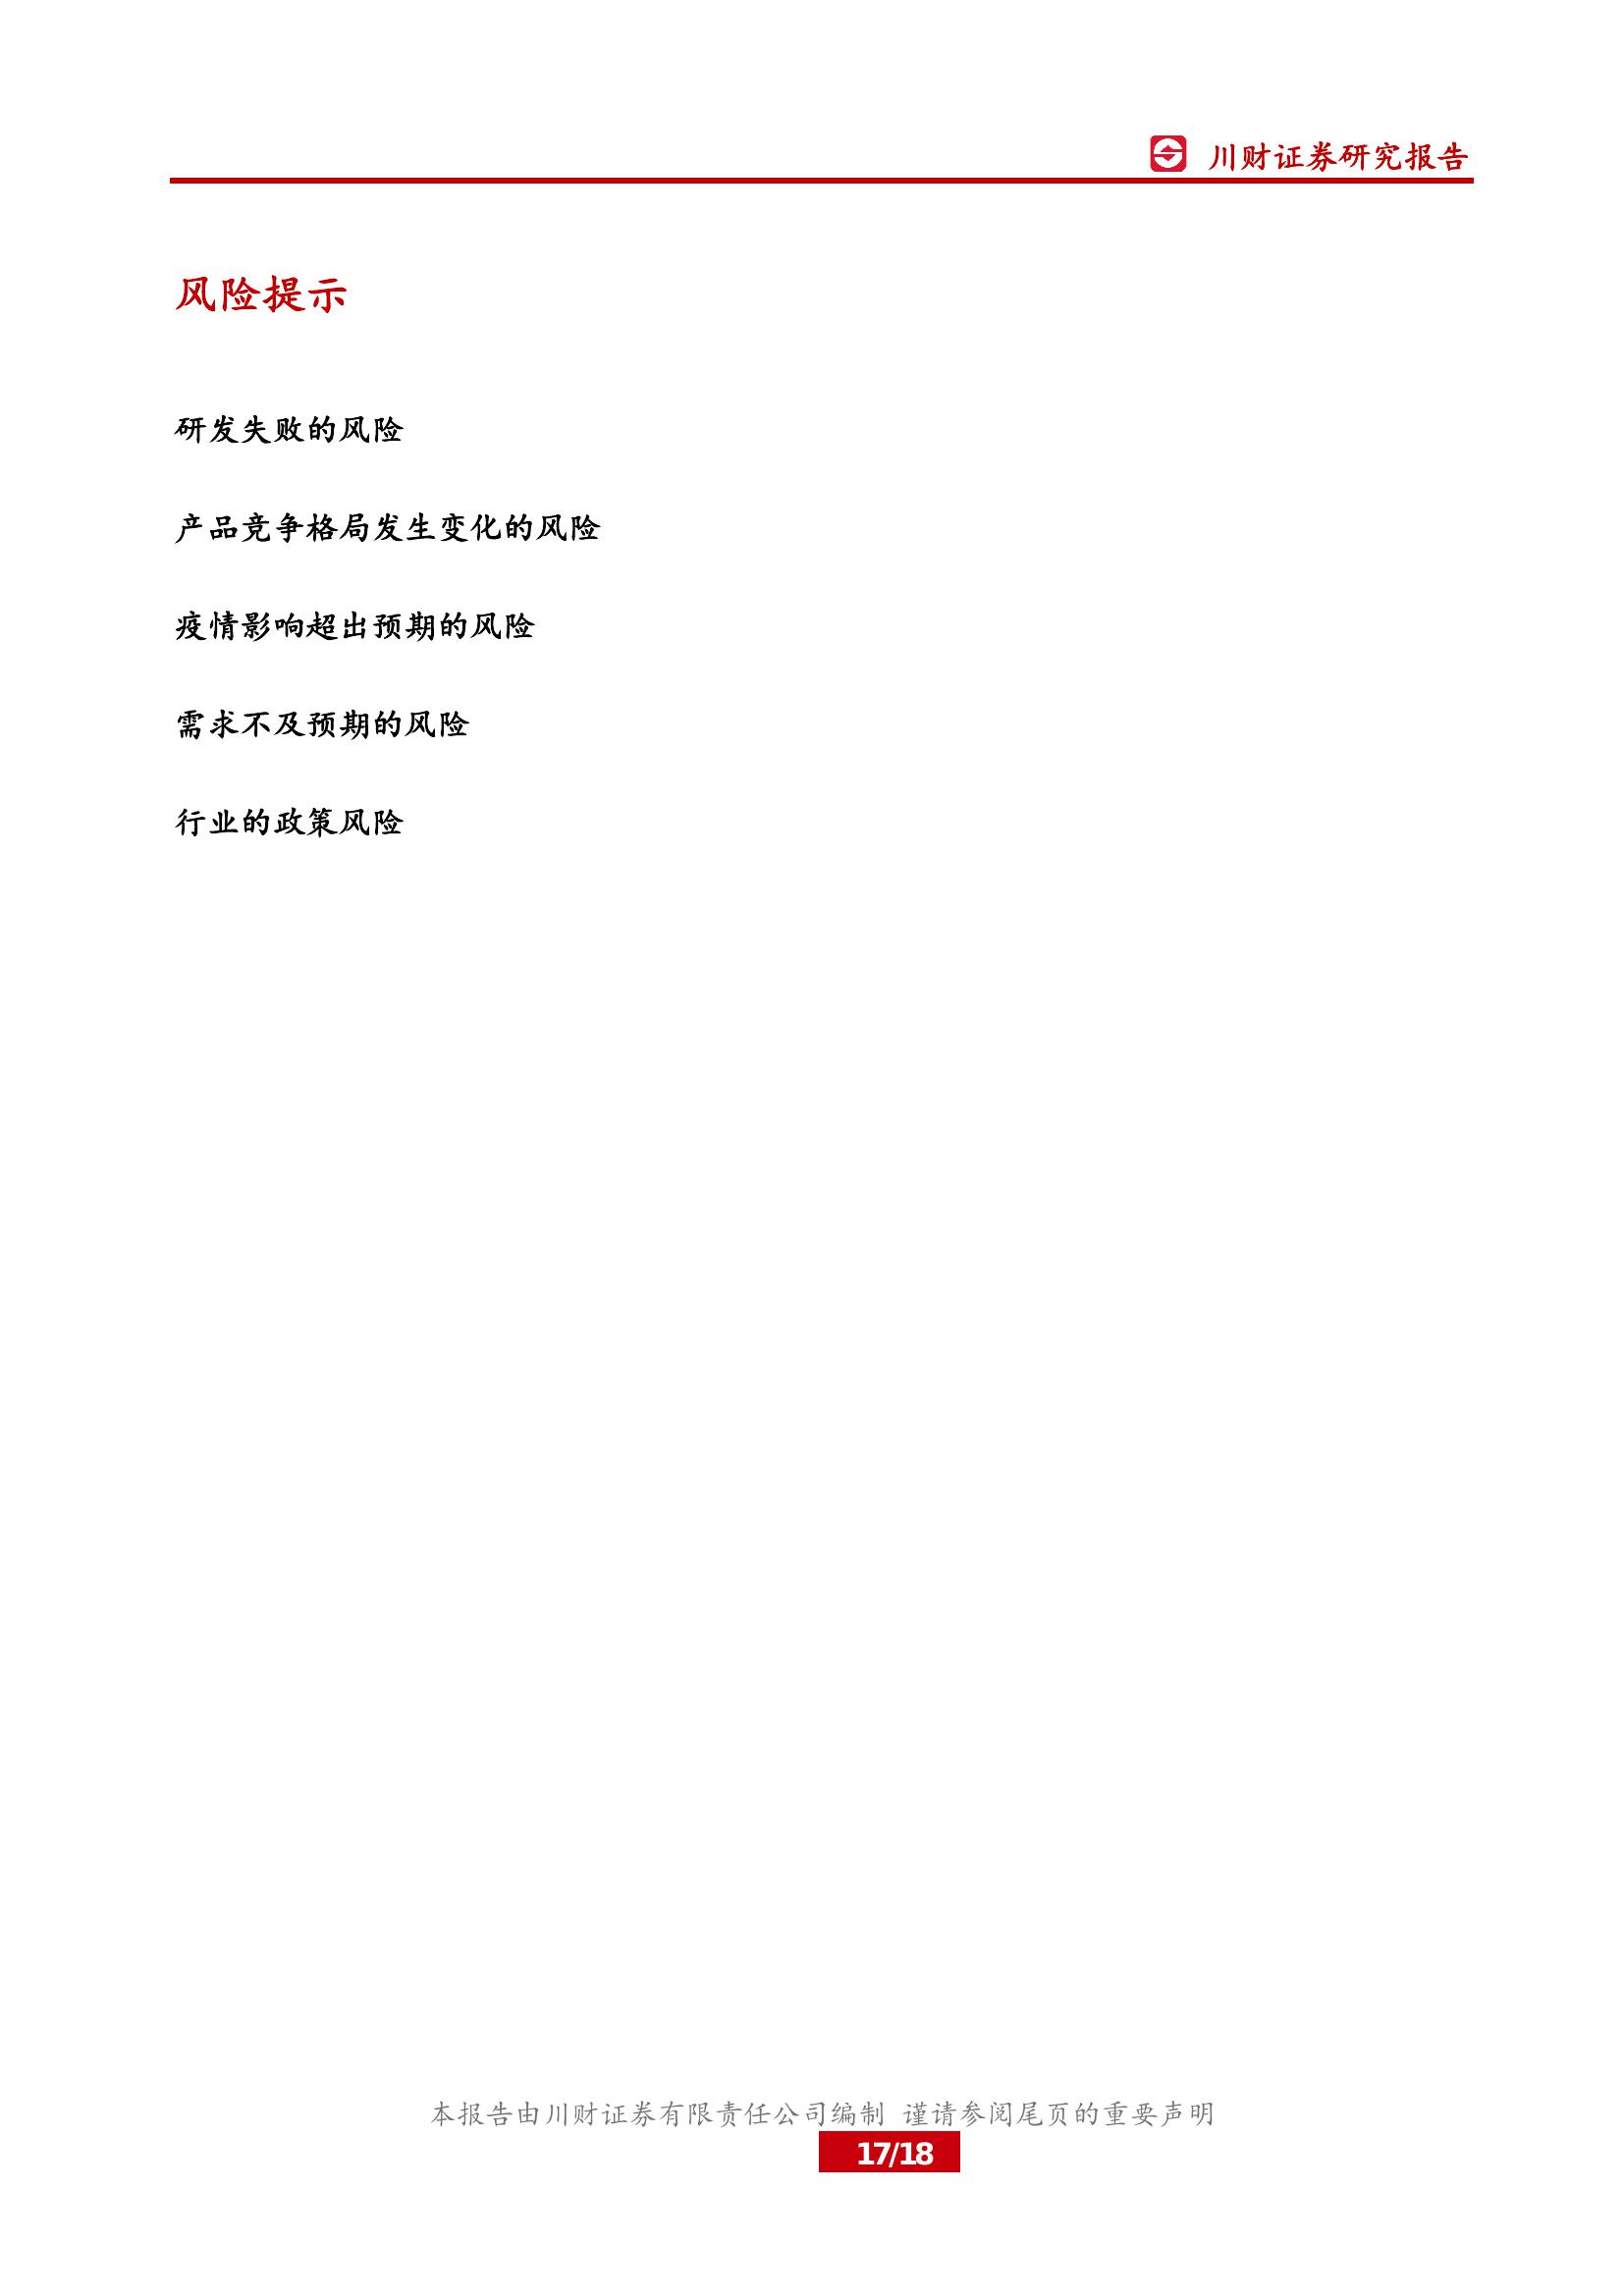 川财证券研究报告
风险提示
研发失败的风险
产品竞争格局发生变化的风险
疫情影响超出预期的风险
需求不及预期的风险
行业的政策风险
本报告由川财证券有限责任公司编制 谨请参阅尾页的重要声明
17/18